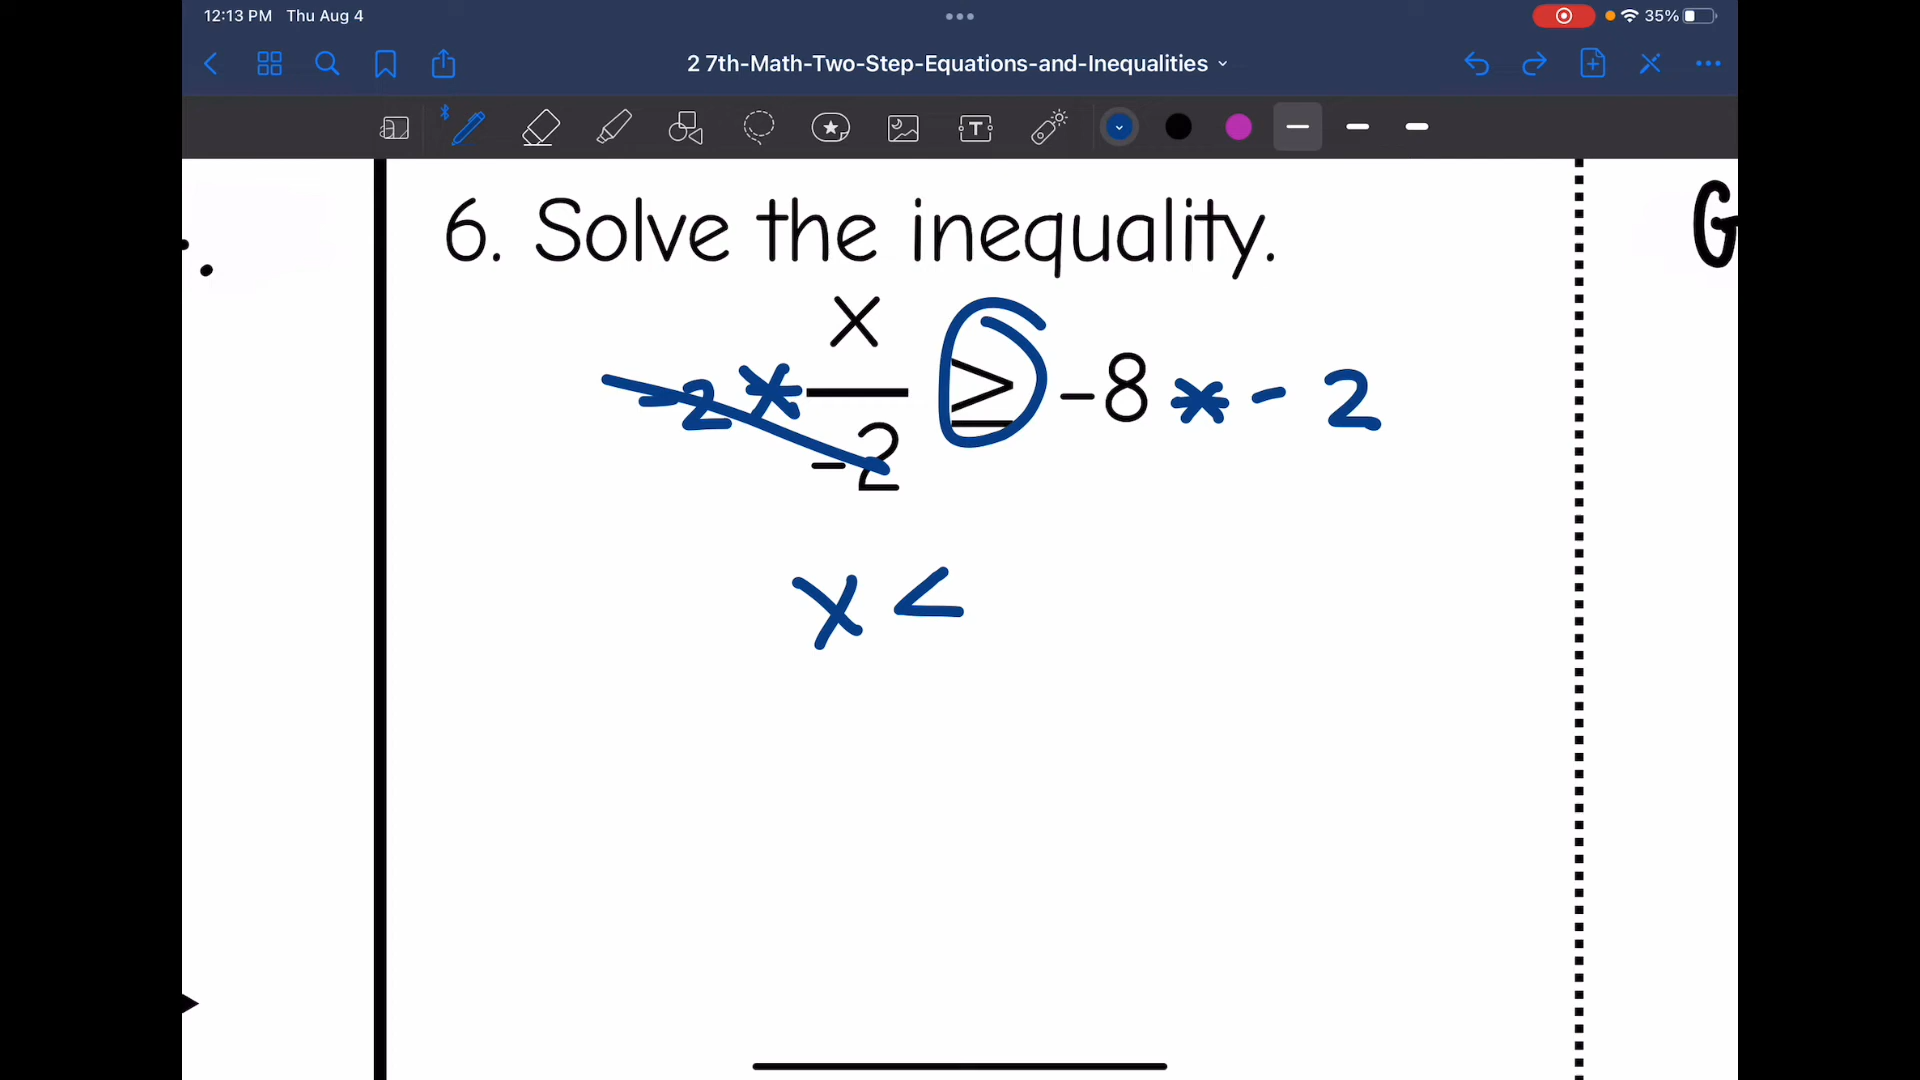 12:13 PM Thu Aug 4
35%
2 7th-Math-Two-Step-Equations-and-Inequalities
T
6. Solve the inequality.
x
-2 * ≥ -8 * - 2
-2
x <
G